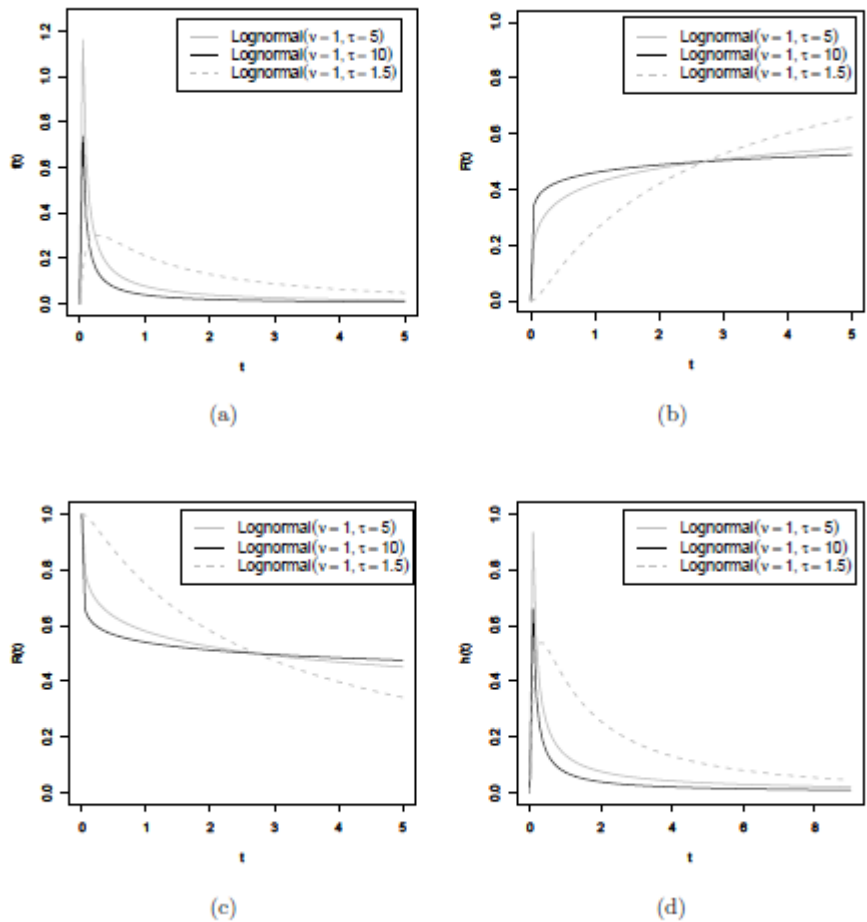 Lognormal(ν = 1, τ = 5)
Lognormal(ν = 1, τ = 10)
Lognormal(ν = 1, τ = 1.5)
f(t)
0.0 0.2 0.4 0.6 0.8 1.0 1.2
0 1 2 3 4 5
t
(a)
Lognormal(ν = 1, τ = 5)
Lognormal(ν = 1, τ = 10)
Lognormal(ν = 1, τ = 1.5)
F(t)
0.0 0.2 0.4 0.6 0.8 1.0
0 1 2 3 4 5
t
(b)
Lognormal(ν = 1, τ = 5)
Lognormal(ν = 1, τ = 10)
Lognormal(ν = 1, τ = 1.5)
R(t)
0.0 0.2 0.4 0.6 0.8 1.0
0 1 2 3 4 5
t
(c)
Lognormal(ν = 1, τ = 5)
Lognormal(ν = 1, τ = 10)
Lognormal(ν = 1, τ = 1.5)
h(t)
0.0 0.2 0.4 0.6 0.8 1.0
0 2 4 6 8
t
(d)